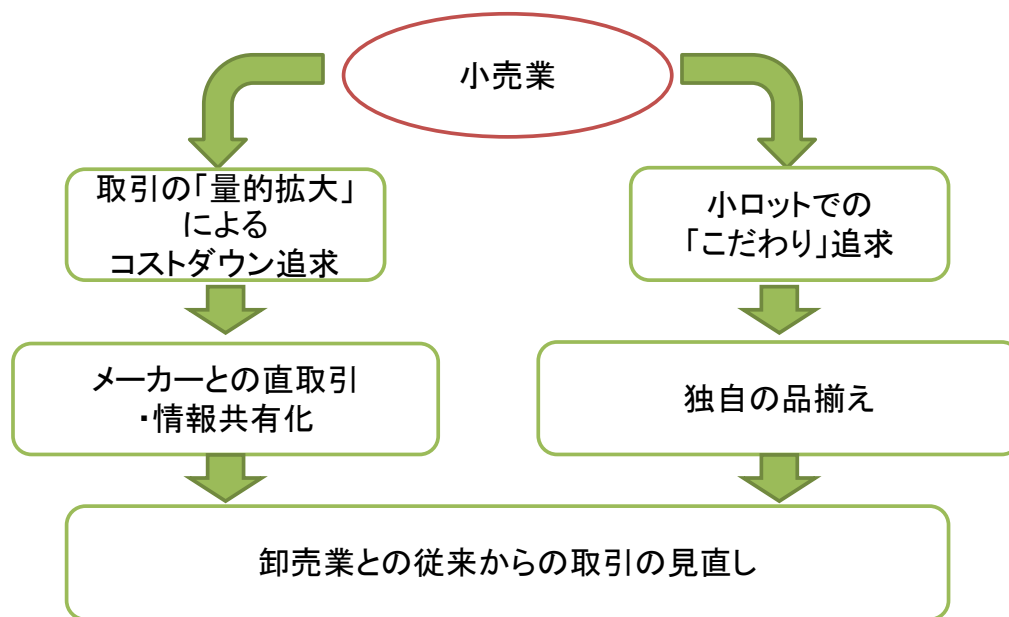 小売業
取引の「量的拡大」
による
コストダウン追求
小ロットでの
「こだわり」追求
メーカーとの直取引
・情報共有化
独自の品揃え
卸売業との従来からの取引の見直し